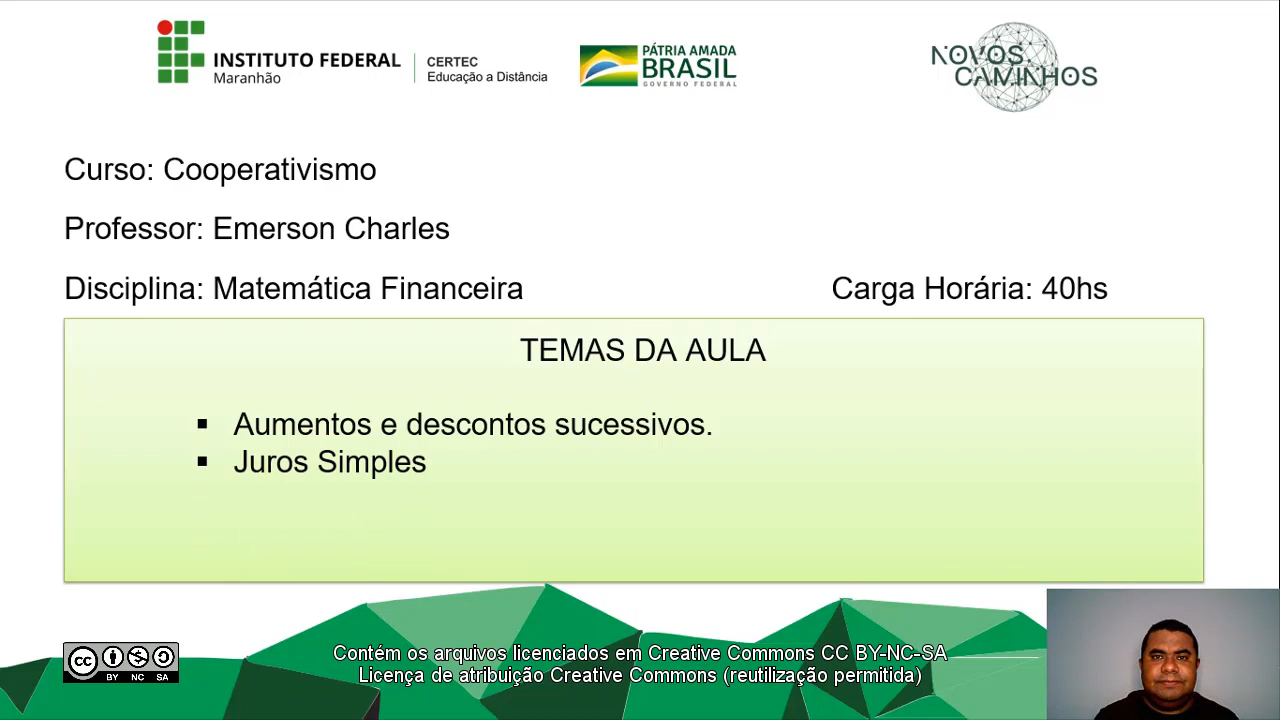 INSTITUTO FEDERAL
Maranhão
CERTEC
Educação a Distância
PÁTRIA AMADA
BRASIL
GOVERNO FEDERAL
NOVOS
CAMINHOS
Curso: Cooperativismo
Professor: Emerson Charles
Disciplina: Matemática Financeira
Carga Horária: 40hs
TEMAS DA AULA
▪ Aumentos e descontos sucessivos.
▪ Juros Simples
cc
BY NC SA
Contém os arquivos licenciados em Creative Commons CC BY-NC-SA
Licença de atribuição Creative Commons (reutilização permitida)